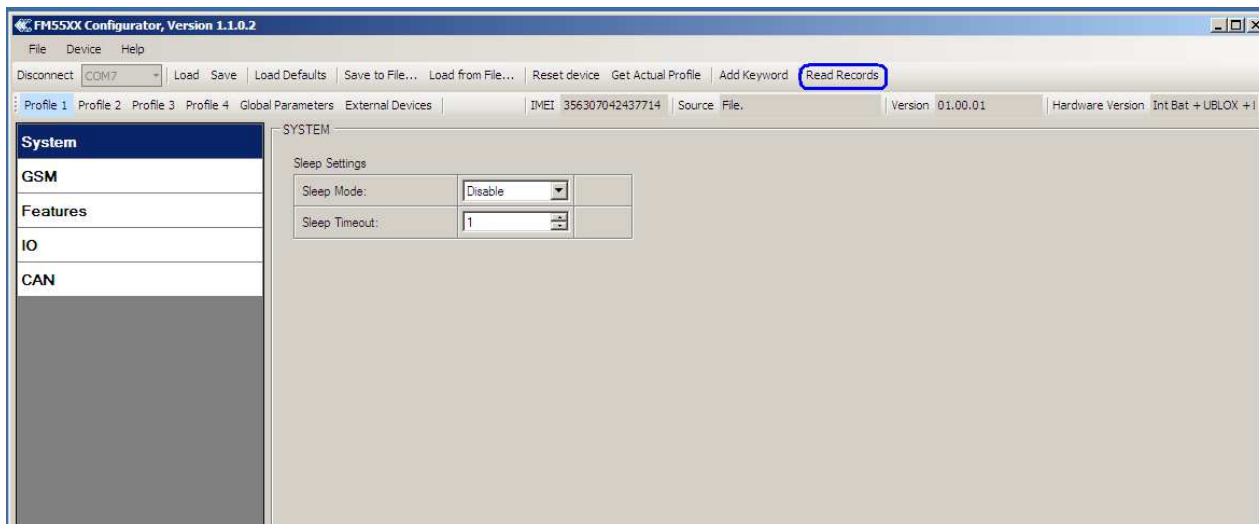 FM55XX Configurator, Version 1.1.0.2
File Device Help
Disconnect COM7 Load Save Load Defaults Save to File... Load from File... Reset device Get Actual Profile Add Keyword Read Records
Profile 1 Profile 2 Profile 3 Profile 4 Global Parameters External Devices IMEI 356307042437714 Source File. Version 01.00.01 Hardware Version Int Bat + UBLOX +
System
GSM
Features
IO
CAN
SYSTEM
Sleep Settings
Sleep Mode: Disable
Sleep Timeout: 1